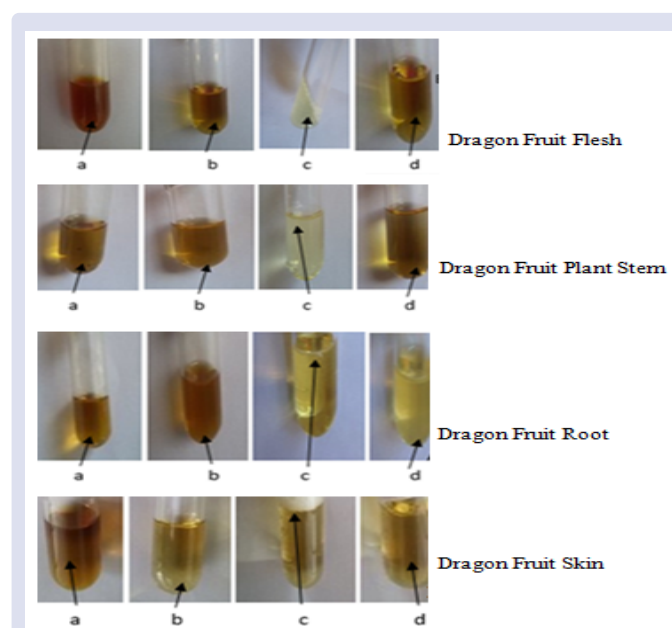 a b c d
Dragon Fruit Flesh
a b c d
Dragon Fruit Plant Stem
a b c d
Dragon Fruit Root
a b c d
Dragon Fruit Skin